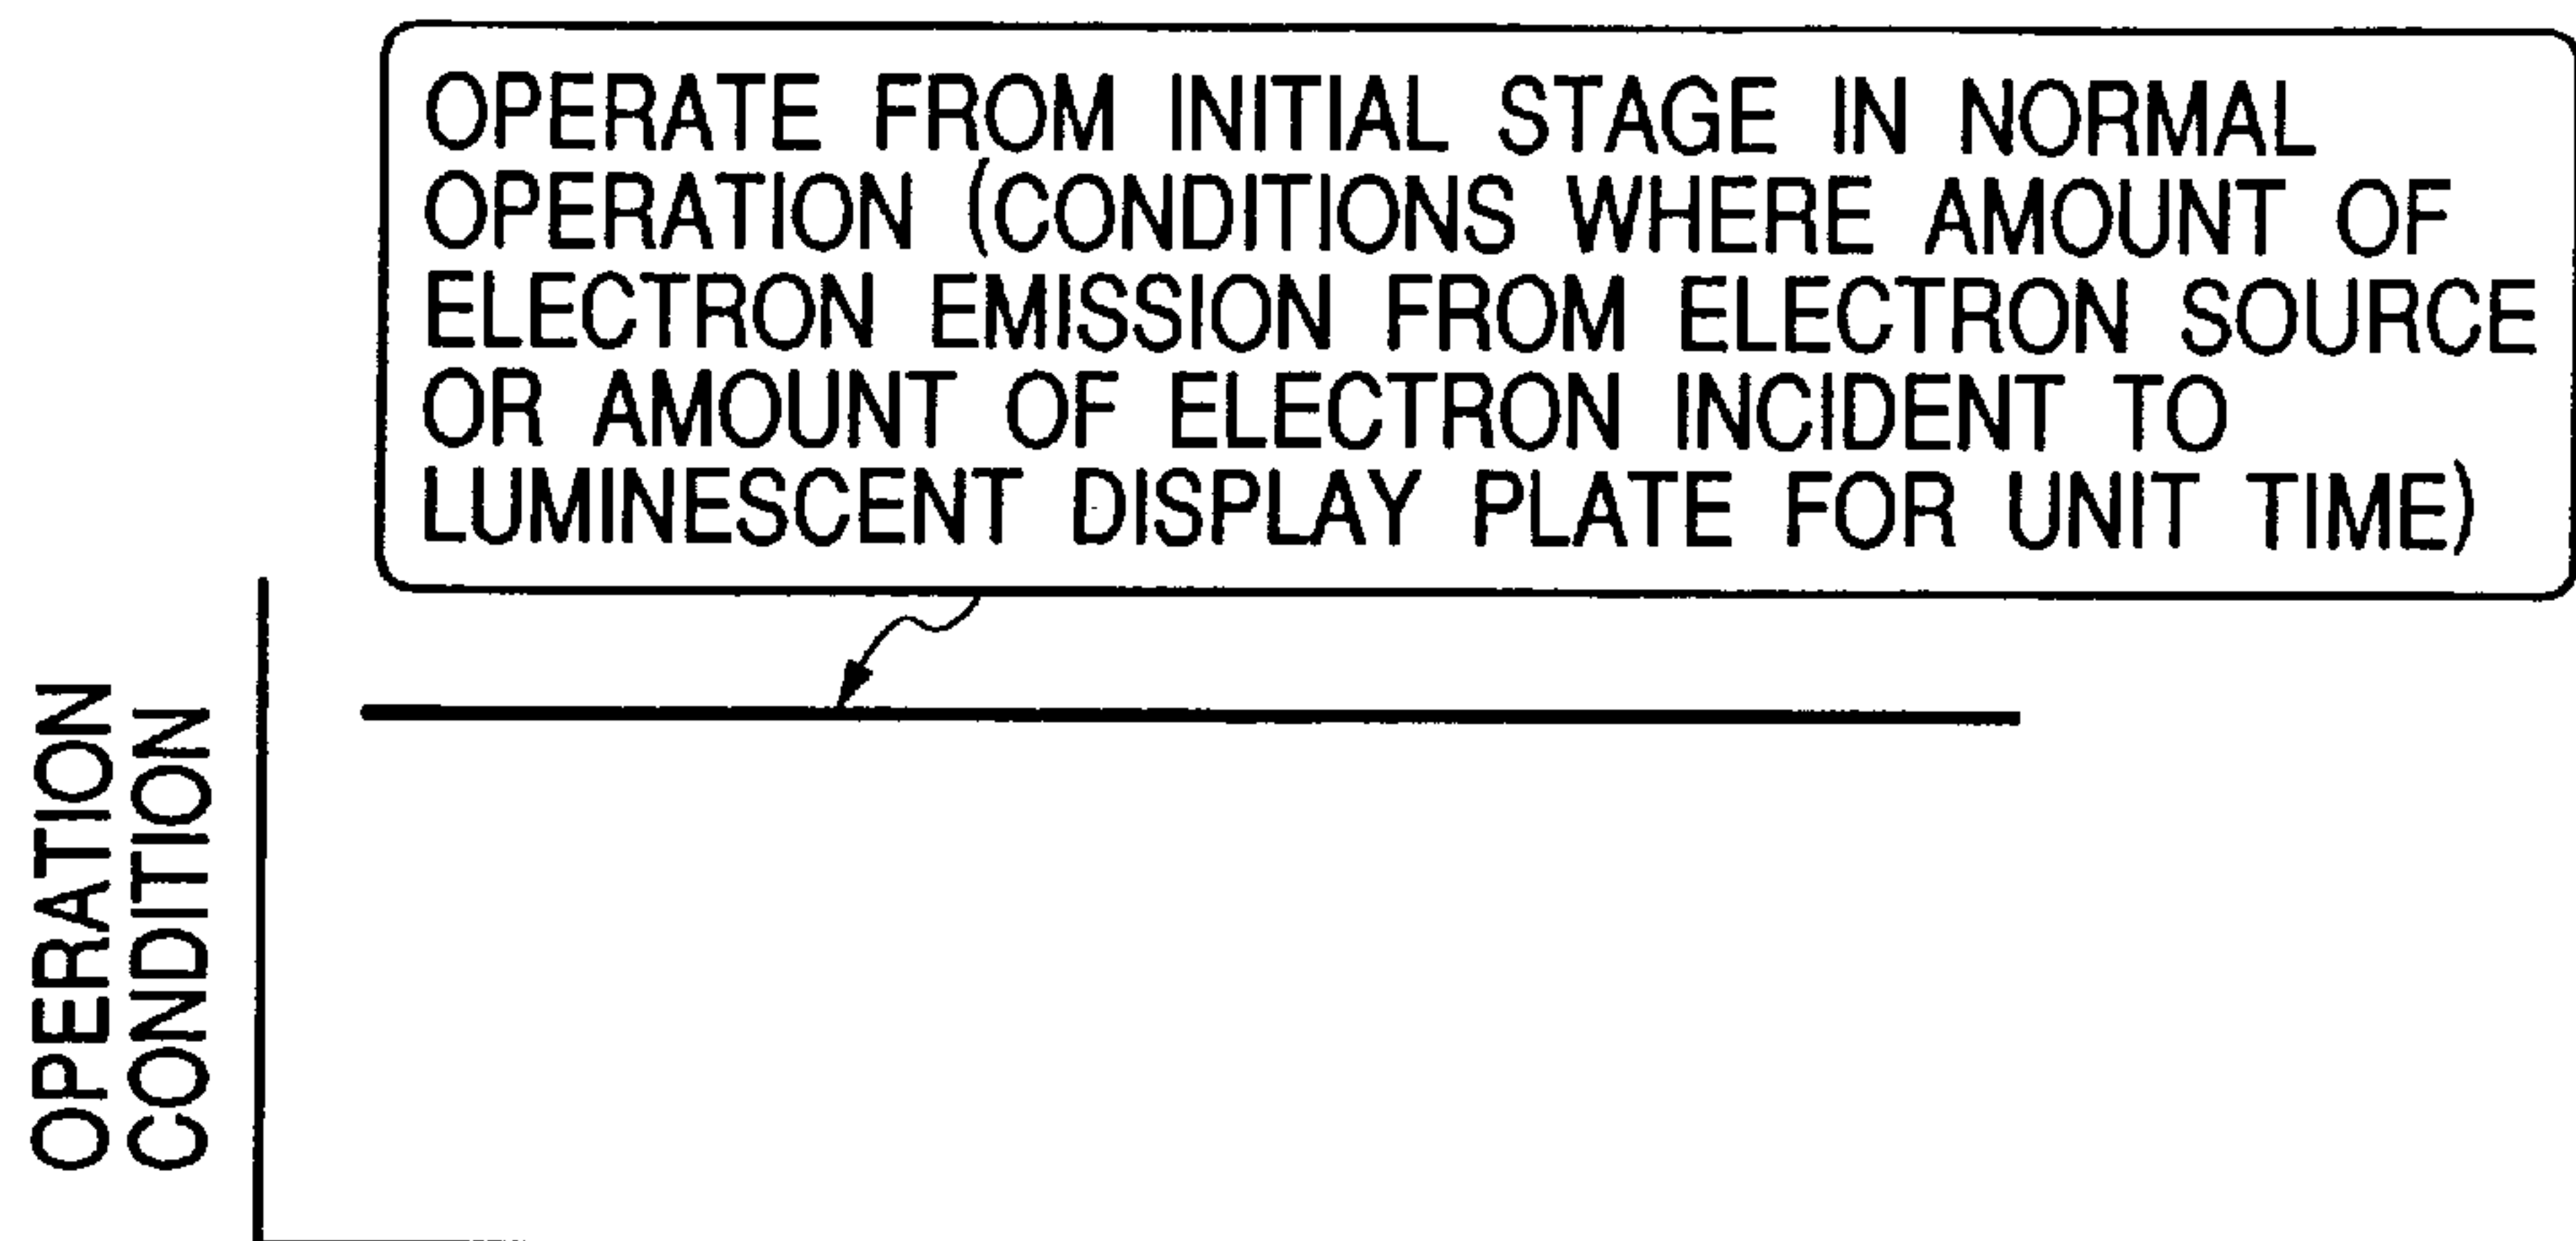 OPERATE FROM INITIAL STAGE IN NORMAL
OPERATION (CONDITIONS WHERE AMOUNT OF
ELECTRON EMISSION FROM ELECTRON SOURCE
OR AMOUNT OF ELECTRON INCIDENT TO
LUMINESCENT DISPLAY PLATE FOR UNIT TIME)
OPERATION
CONDITION